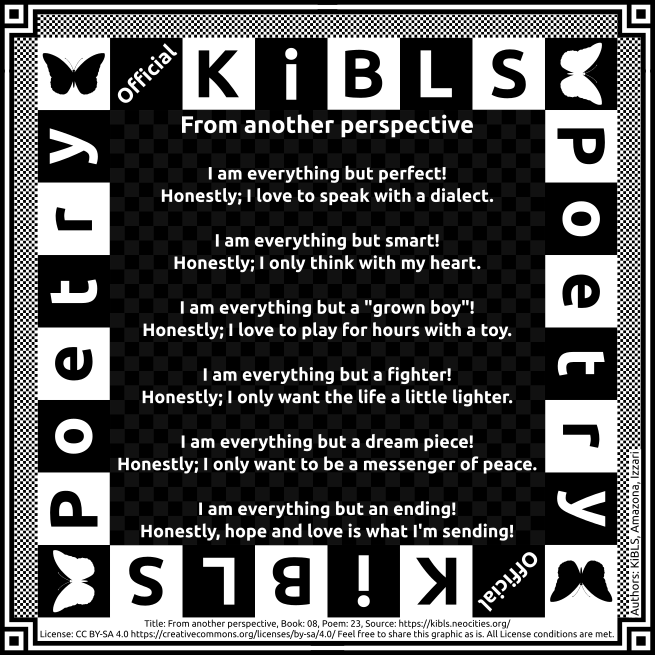 Official
KiBLS
Poetry
Poetry
From another perspective
I am everything but perfect!
Honestly; I love to speak with a dialect.
I am everything but smart!
Honestly; I only think with my heart.
I am everything but a "grown boy"!
Honestly; I love to play for hours with a toy.
I am everything but a fighter!
Honestly; I only want the life a little lighter.
I am everything but a dream piece!
Honestly; I only want to be a messenger of peace.
I am everything but an ending!
Honestly, hope and love is what I'm sending!
Official
KiBLS
Authors: KiBLS, Amazona, Izzari
Title: From another perspective, Book: 08, Poem: 23, Source: https://kibls.neocities.org/
License: CC BY-SA 4.0 https://creativecommons.org/licenses/by-sa/4.0/ Feel free to share this graphic as is. All License conditions are met.